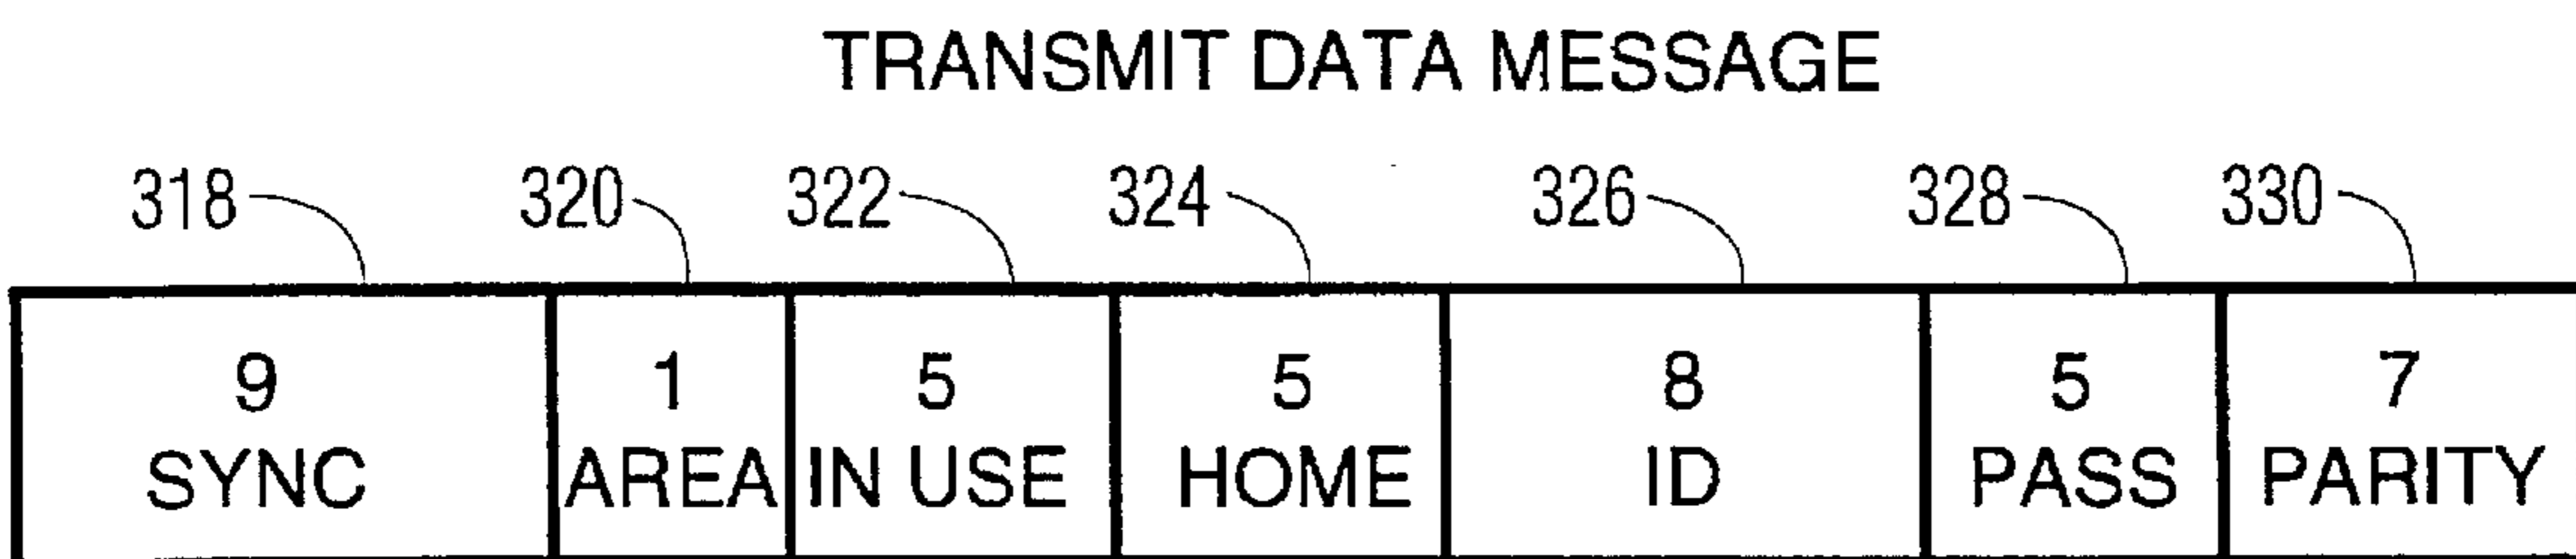 TRANSMIT DATA MESSAGE
318 320 322 324 326 328 330
9 1 5 5 8 5 7
SYNC AREA IN USE HOME ID PASS PARITY